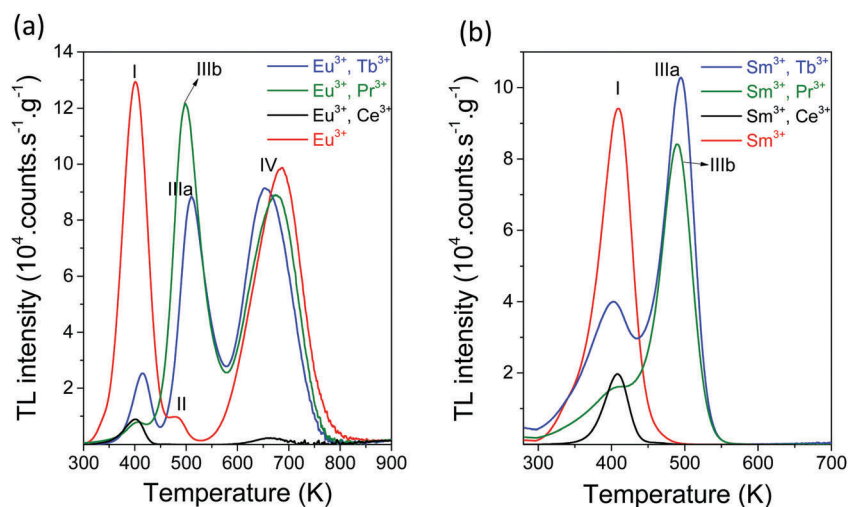 (a)
TL intensity (10⁴.counts.s⁻¹.g⁻¹)
14
12
10
8
6
4
2
I
II
IIIa
IIIb
IV
Eu³⁺, Tb³⁺
Eu³⁺, Pr³⁺
Eu³⁺, Ce³⁺
Eu³⁺
300 400 500 600 700 800 900
Temperature (K)
(b)
TL intensity (10⁴.counts.s⁻¹.g⁻¹)
10
8
6
4
2
0
I
IIIa
IIIb
Sm³⁺, Tb³⁺
Sm³⁺, Pr³⁺
Sm³⁺, Ce³⁺
Sm³⁺
300 400 500 600 700
Temperature (K)